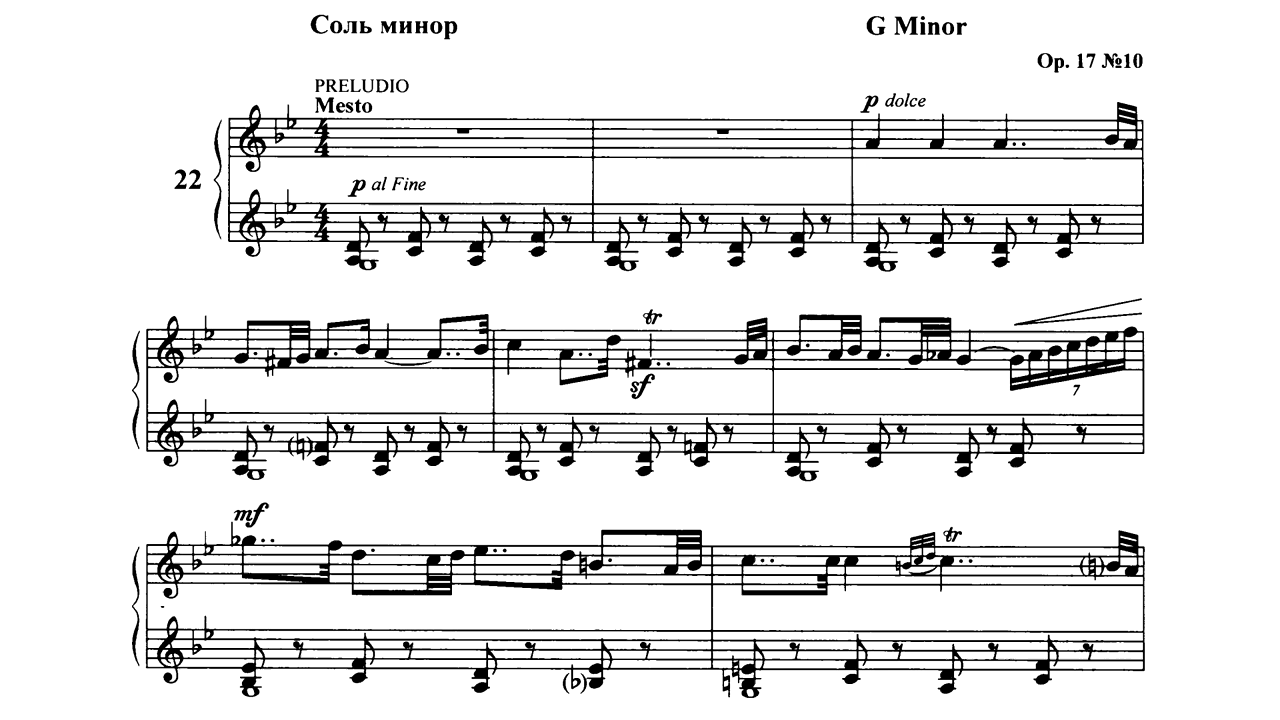 Соль минор
G Minor
Op. 17 №10
PRELUDIO
Mesto
p dolce
22
p al Fine
tr
sf
7
mf
tr